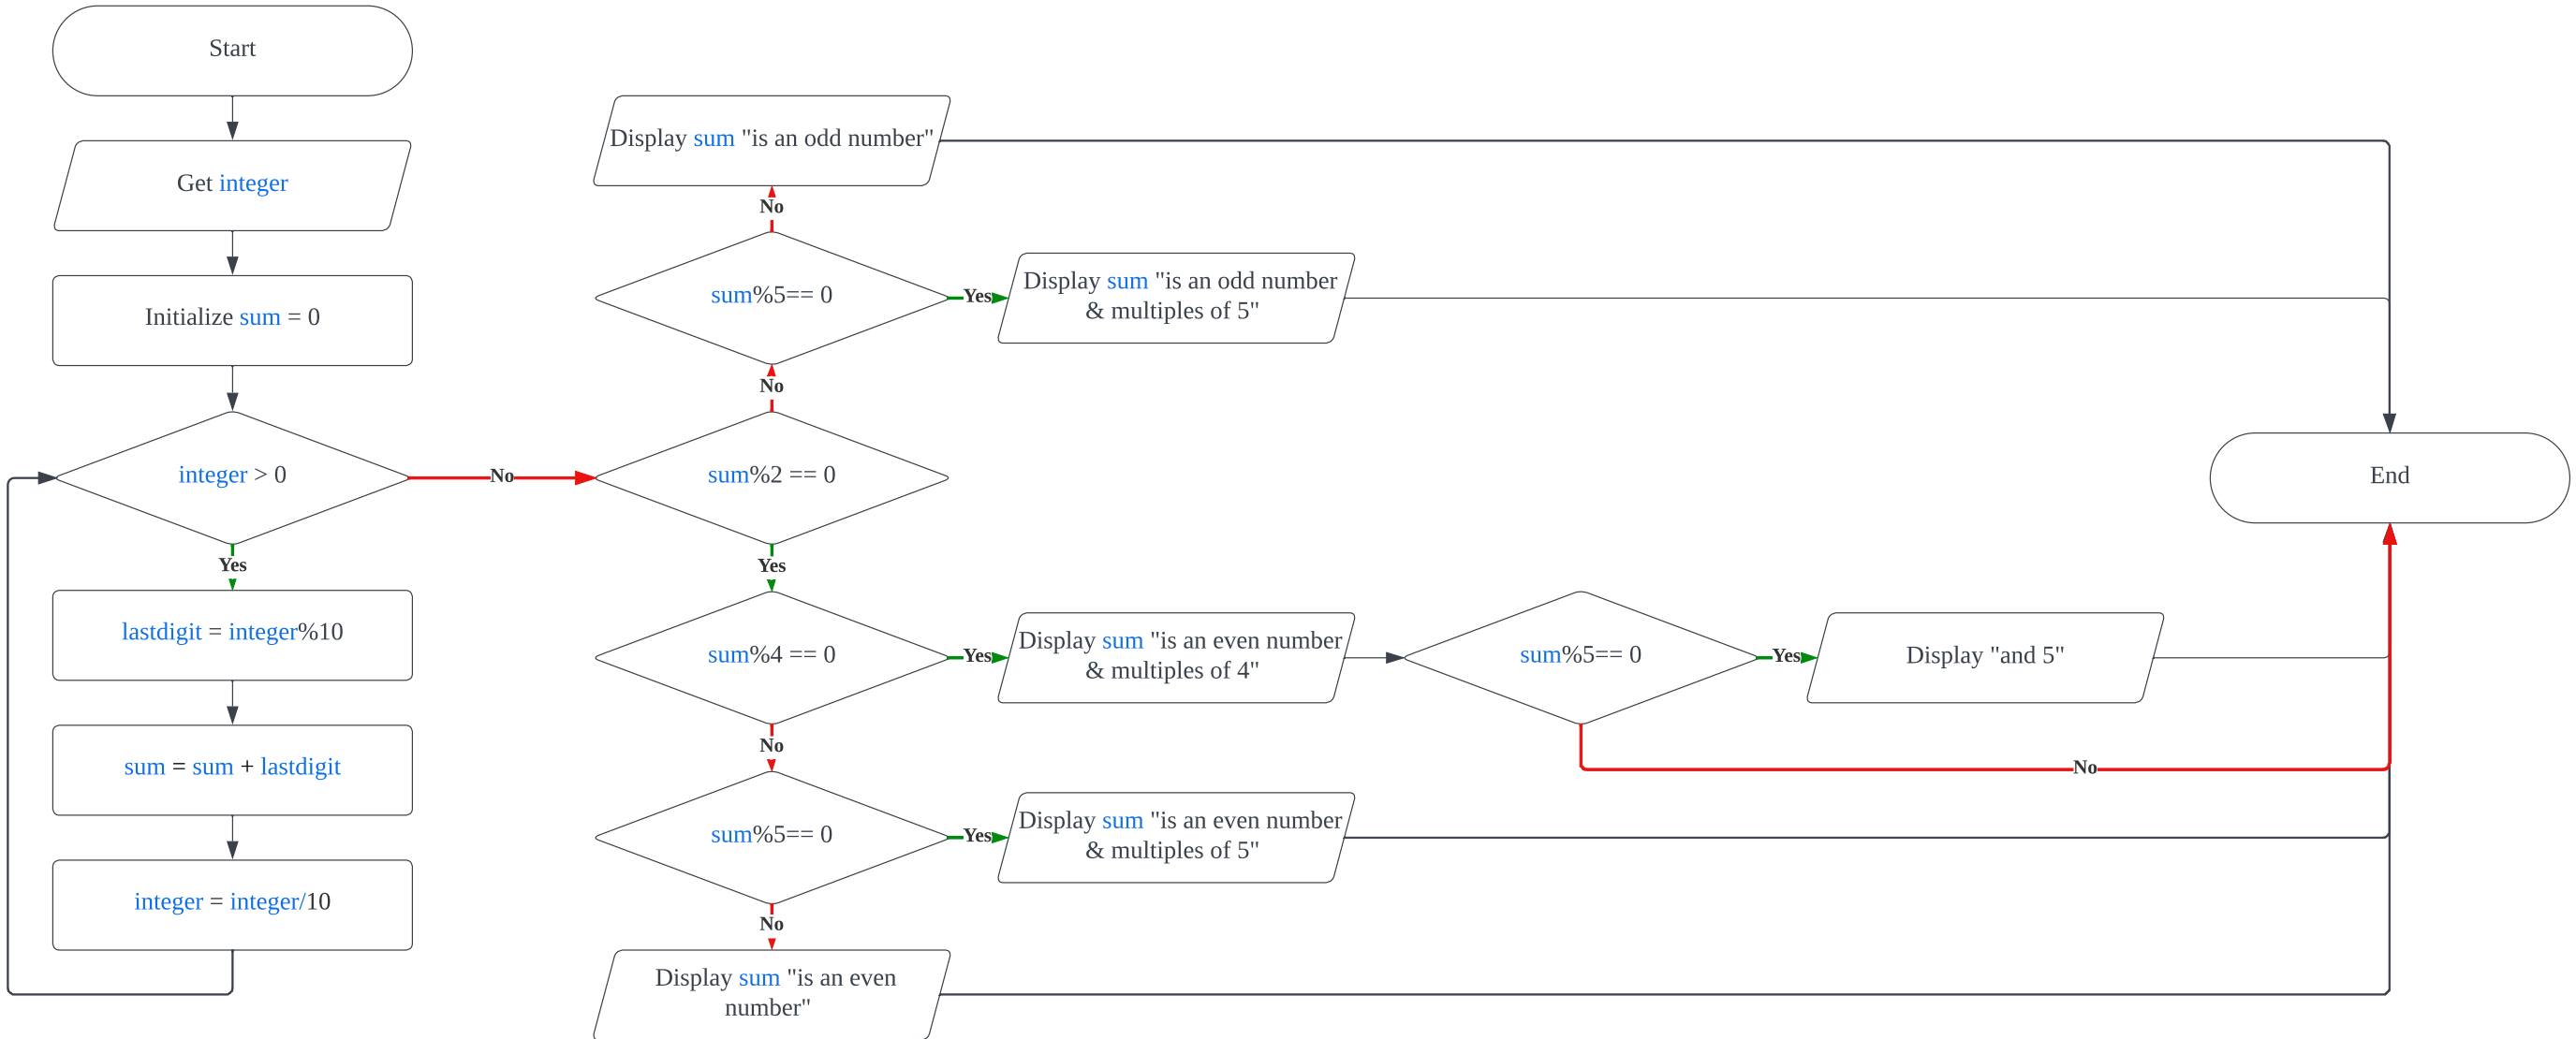 Start
Get integer
Initialize sum = 0
integer > 0
No
Yes
lastdigit = integer%10
sum = sum + lastdigit
integer = integer/10
Display sum "is an odd number"
No
sum%5== 0
Yes
Display sum "is an odd number
& multiples of 5"
No
sum%2 == 0
Yes
sum%4 == 0
Yes
Display sum "is an even number
& multiples of 4"
sum%5== 0
Yes
Display "and 5"
No
No
sum%5== 0
Yes
Display sum "is an even number
& multiples of 5"
No
Display sum "is an even
number"
End